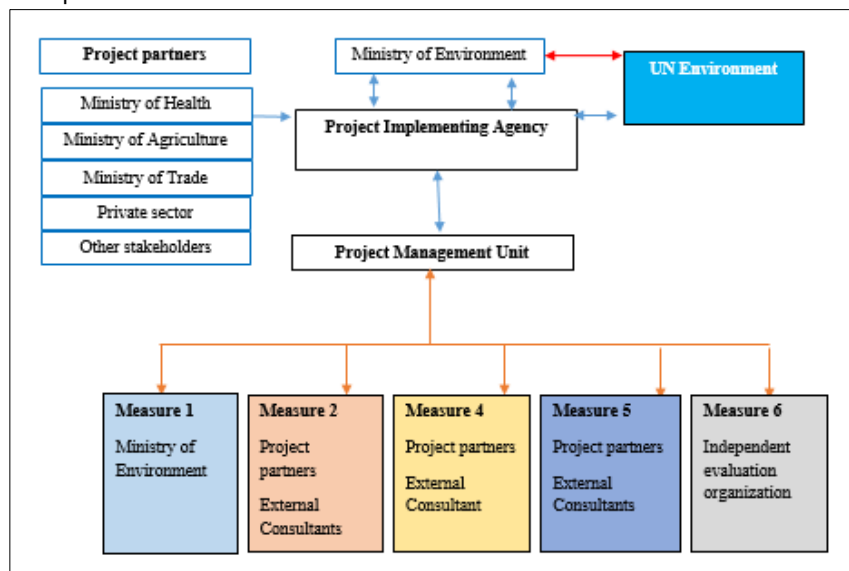 Project partners
Ministry of Health
Ministry of Agriculture
Ministry of Trade
Private sector
Other stakeholders
Ministry of Environment
UN Environment
Project Implementing Agency
Project Management Unit
Measure 1
Ministry of
Environment
Measure 2
Project
partners
External
Consultants
Measure 4
Project partners
External
Consultant
Measure 5
Project partners
External
Consultants
Measure 6
Independent
evaluation
organization